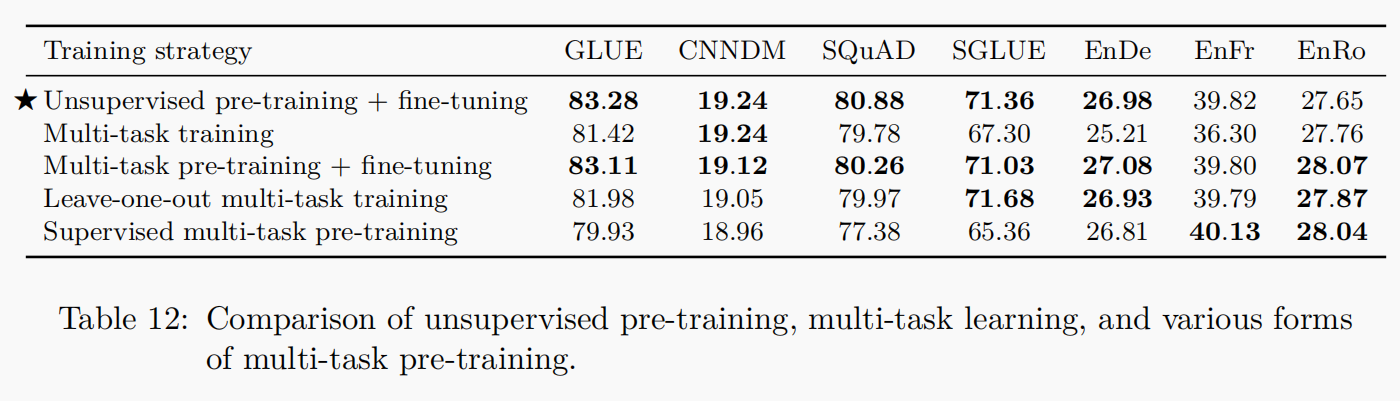 Training strategy GLUE CNNDM SQuAD SGLUE EnDe EnFr EnRo
★ Unsupervised pre-training + fine-tuning 83.28 19.24 80.88 71.36 26.98 39.82 27.65
Multi-task training 81.42 19.24 79.78 67.30 25.21 36.30 27.76
Multi-task pre-training + fine-tuning 83.11 19.12 80.26 71.03 27.08 39.80 28.07
Leave-one-out multi-task training 81.98 19.05 79.97 71.68 26.93 39.79 27.87
Supervised multi-task pre-training 79.93 18.96 77.38 65.36 26.81 40.13 28.04
Table 12: Comparison of unsupervised pre-training, multi-task learning, and various forms
of multi-task pre-training.